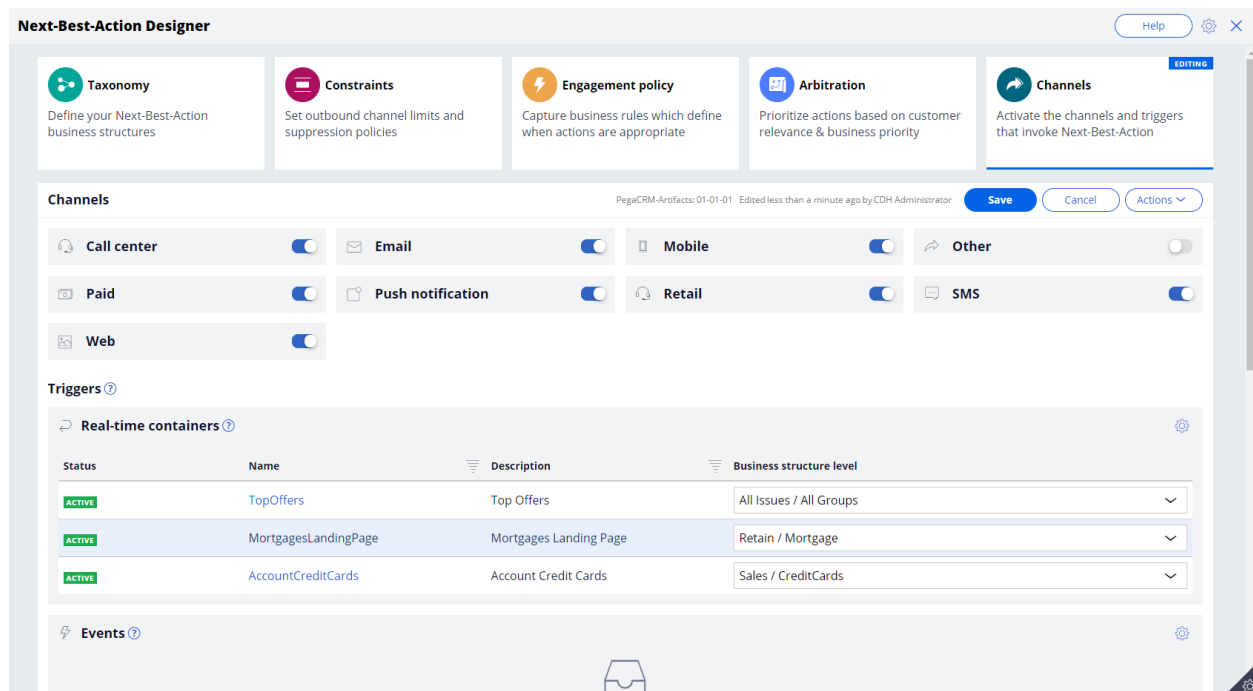 Next-Best-Action Designer
Help
EDITING
Taxonomy
Define your Next-Best-Action
business structures
Constraints
Set outbound channel limits and
suppression policies
Engagement policy
Capture business rules which define
when actions are appropriate
Arbitration
Prioritize actions based on customer
relevance & business priority
Channels
Activate the channels and triggers
that invoke Next-Best-Action
Channels
PegaCRM-Artifacts: 01-01-01 Edited less than a minute ago by CDH Administrator
Save
Cancel
Actions
Call center
Email
Mobile
Other
Paid
Push notification
Retail
SMS
Web
Triggers ?
Real-time containers ?
Status Name Description Business structure level
ACTIVE TopOffers Top Offers All Issues / All Groups
ACTIVE MortgagesLandingPage Mortgages Landing Page Retain / Mortgage
ACTIVE AccountCreditCards Account Credit Cards Sales / CreditCards
Events ?